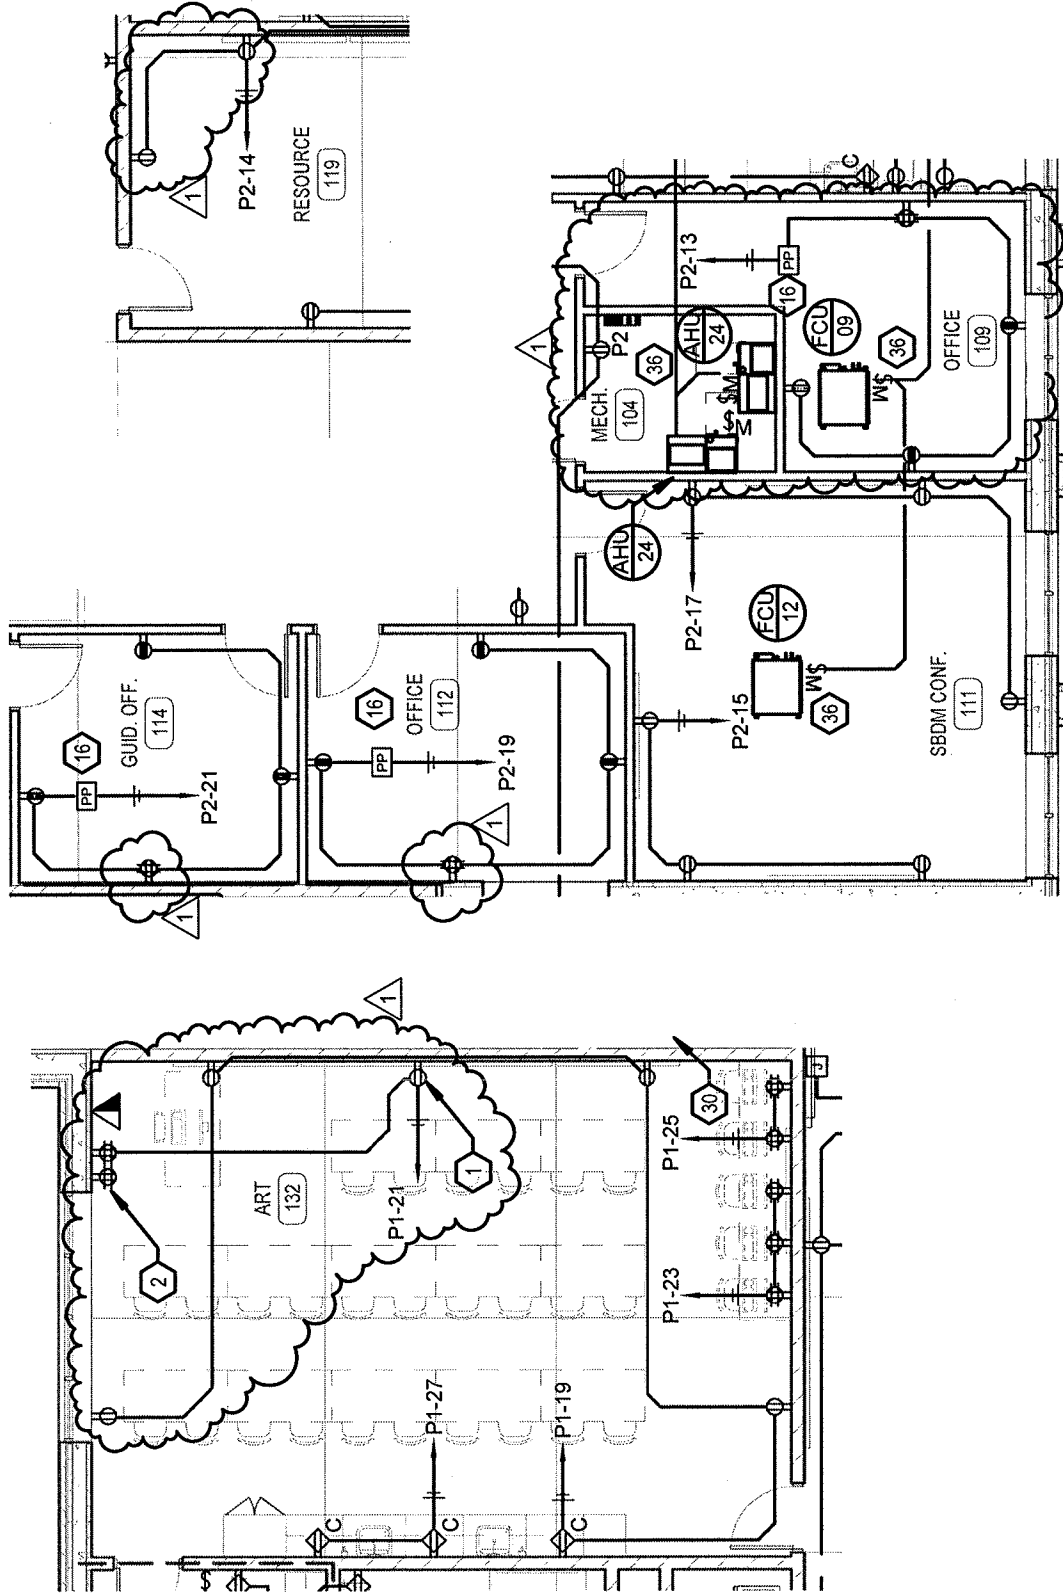 1
P2-14
RESOURCE
119
P2-13
PP
16
1
P2
36
AHU
24
MECH.
104
$M
$M
FCU
09
36
$M
OFFICE
109
C
AHU
24
P2-17
FCU
12
$M
36
P2-15
SBDM CONF.
111
GUID. OFF.
114
16
PP
P2-21
1
16
OFFICE
112
PP
P2-19
1
1
ART
132
P1-21
1
2
30
P1-25
P1-23
J
P1-27
P1-19
C
C
C
$